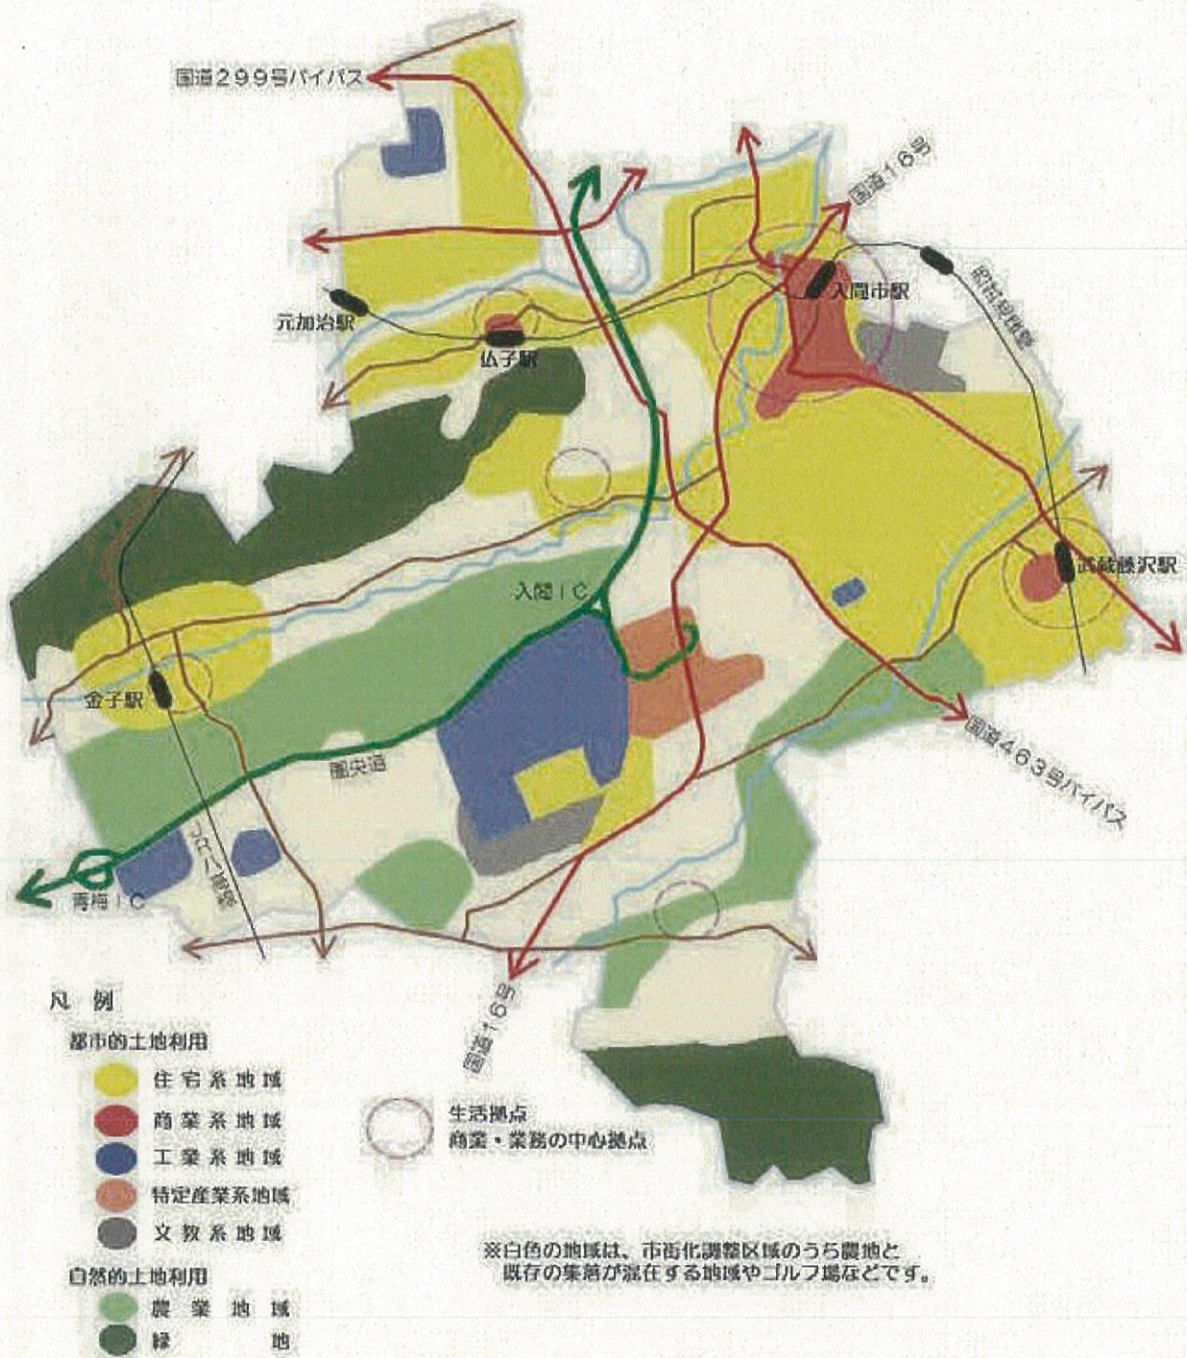 国道299号バイパス
国道16号
入間市駅
元加治駅
仏子駅
武蔵藤沢駅
入間IC
金子駅
圏央道
国道463号バイパス
青梅IC
国道16号
凡 例
都市的土地利用
住宅系地域
商業系地域
工業系地域
特定産業系地域
文教系地域
自然的土地利用
農業地域
緑地
生活拠点
商業・業務の中心拠点
※白色の地域は、市街化調整区域のうち農地と
既存の集落が混在する地域やゴルフ場などです。